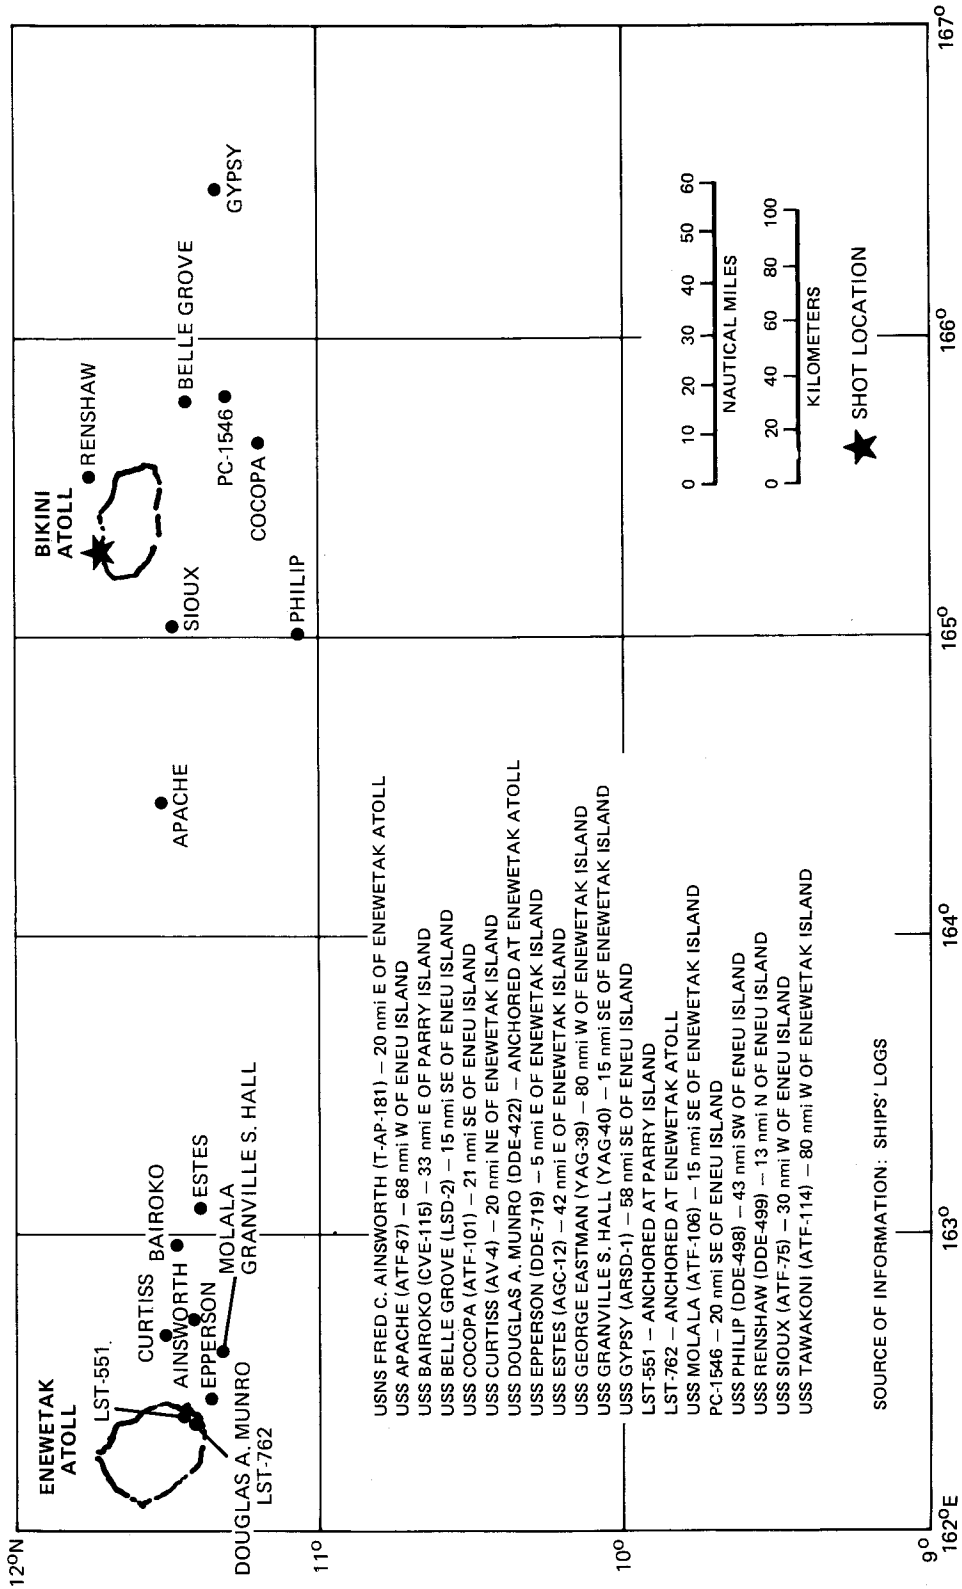 12°N
11°
10°
9°
162°E
163°
164°
165°
166°
167°
ENEWETAK
ATOLL
LST-551
CURTISS
BAIROKO
AINSWORTH
EPPERSON
ESTES
MOLALA
GRANVILLE S. HALL
DOUGLAS A. MUNRO
LST-762
APACHE
BIKINI
ATOLL
RENSHAW
SIOUX
BELLE GROVE
PC-1546
COCOPA
PHILIP
GYPSY
USNS FRED C. AINSWORTH (T-AP-181) – 20 nmi E OF ENEWETAK ATOLL
USS APACHE (ATF-67) – 68 nmi W OF ENEU ISLAND
USS BAIROKO (CVE-115) – 33 nmi E OF PARRY ISLAND
USS BELLE GROVE (LSD-2) – 15 nmi SE OF ENEU ISLAND
USS COCOPA (ATF-101) – 21 nmi SE OF ENEU ISLAND
USS CURTISS (AV-4) – 20 nmi NE OF ENEWETAK ISLAND
USS DOUGLAS A. MUNRO (DDE-422) – ANCHORED AT ENEWETAK ATOLL
USS EPPERSON (DDE-719) – 5 nmi E OF ENEWETAK ISLAND
USS ESTES (AGC-12) – 42 nmi E OF ENEWETAK ISLAND
USS GEORGE EASTMAN (YAG-39) – 80 nmi W OF ENEWETAK ISLAND
USS GRANVILLE S. HALL (YAG-40) – 15 nmi SE OF ENEWETAK ISLAND
USS GYPSY (ARSD-1) – 58 nmi SE OF ENEU ISLAND
LST-551 – ANCHORED AT PARRY ISLAND
LST-762 – ANCHORED AT ENEWETAK ATOLL
USS MOLALA (ATF-106) – 15 nmi SE OF ENEWETAK ISLAND
PC-1546 – 20 nmi SE OF ENEU ISLAND
USS PHILIP (DDE-498) – 43 nmi SW OF ENEU ISLAND
USS RENSHAW (DDE-499) – 13 nmi N OF ENEU ISLAND
USS SIOUX (ATF-75) – 30 nmi W OF ENEU ISLAND
USS TAWAKONI (ATF-114) – 80 nmi W OF ENEWETAK ISLAND
SOURCE OF INFORMATION: SHIPS' LOGS
0 10 20 30 40 50 60
NAUTICAL MILES
0 20 40 60 80 100
KILOMETERS
SHOT LOCATION